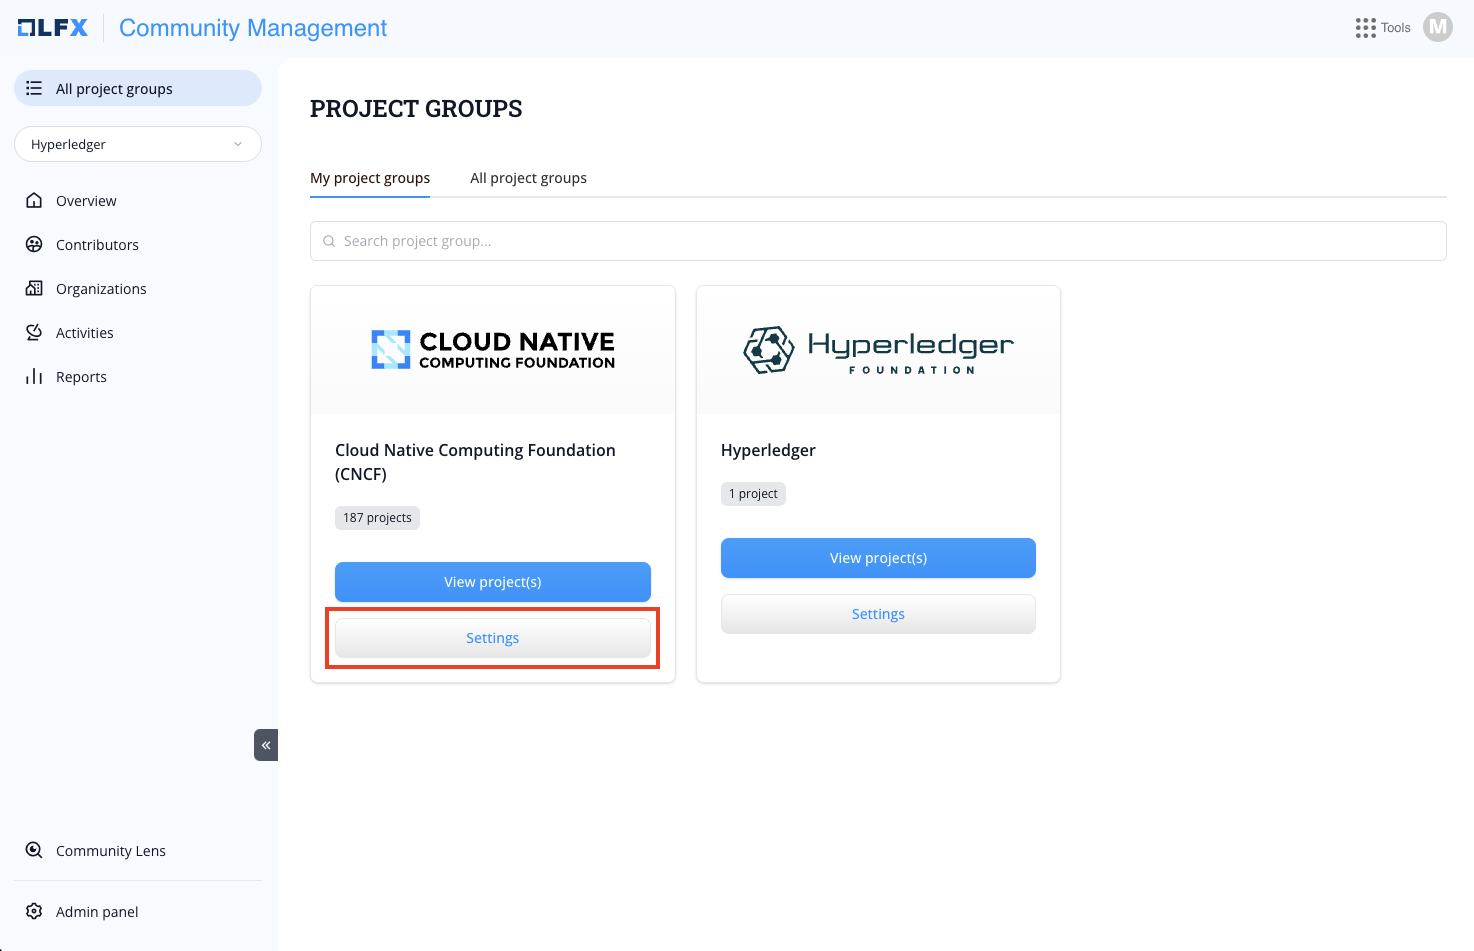 LFX
Community Management
Tools
M
All project groups
Hyperledger
Overview
Contributors
Organizations
Activities
Reports
Community Lens
Admin panel
PROJECT GROUPS
My project groups
All project groups
Search project group...
CLOUD NATIVE
COMPUTING FOUNDATION
Cloud Native Computing Foundation
(CNCF)
187 projects
View project(s)
Settings
Hyperledger
FOUNDATION
Hyperledger
1 project
View project(s)
Settings